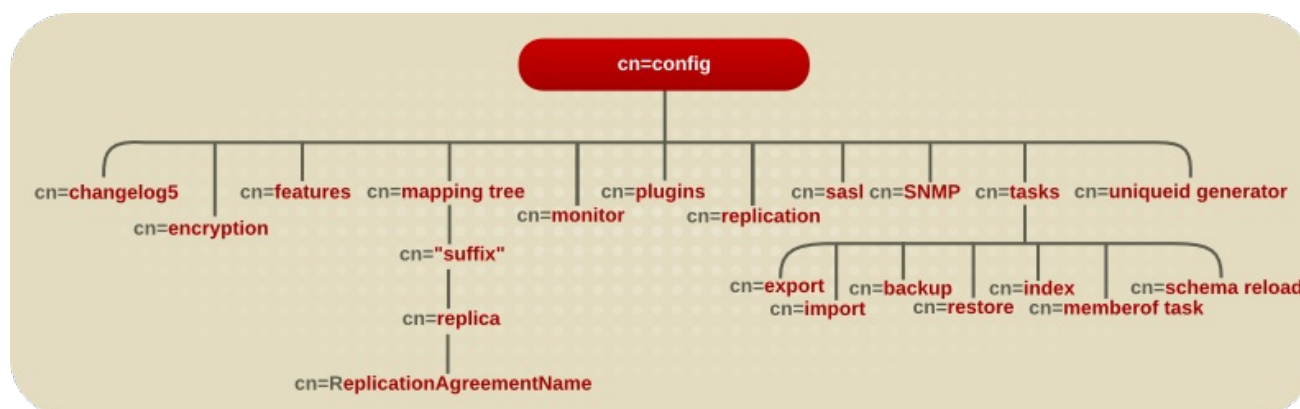 cn=config
cn=changelog5
cn=encryption
cn=features
cn=mapping tree
cn=monitor
cn=plugins
cn=replication
cn=sasl
cn=SNMP
cn=tasks
cn=uniqueid generator
cn="suffix"
cn=replica
cn=ReplicationAgreementName
cn=export
cn=import
cn=backup
cn=restore
cn=index
cn=memberof task
cn=schema reload